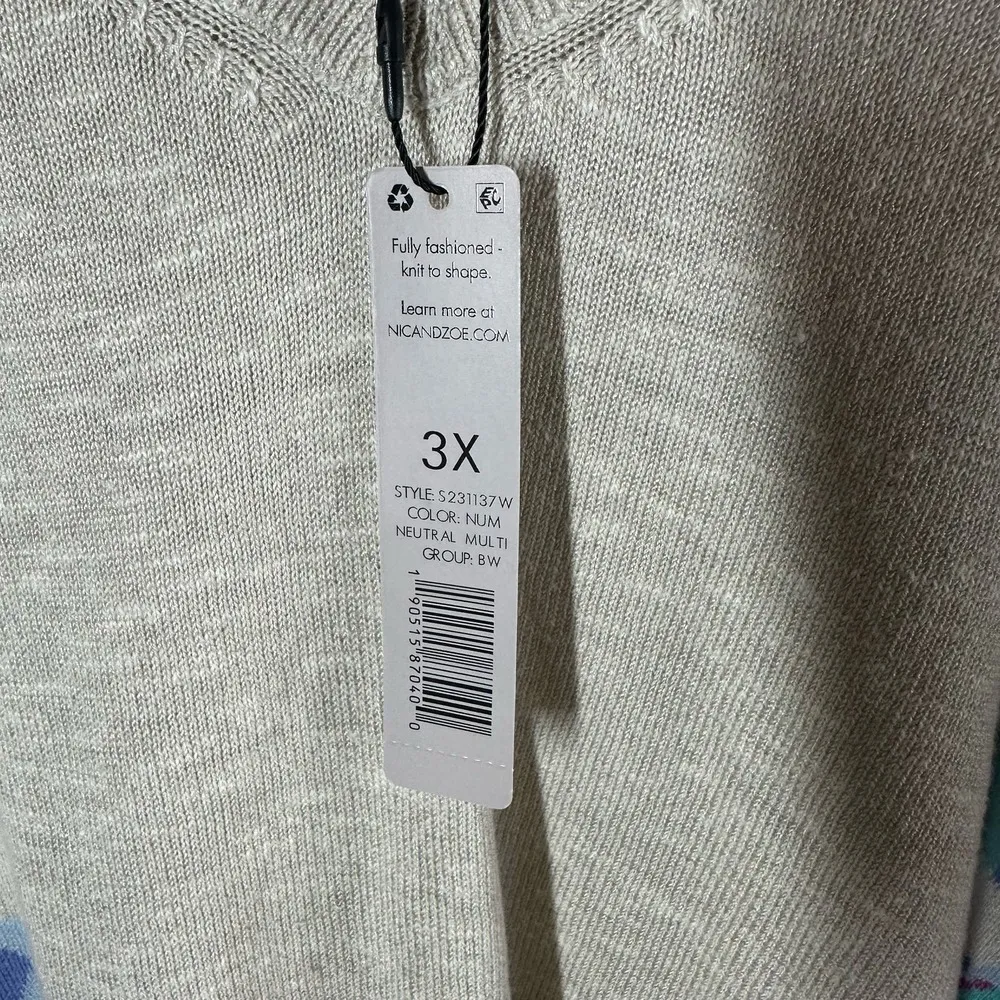 EPC
Fully fashioned -
knit to shape.
Learn more at
NICANDZOE.COM
3X
STYLE: S231137W
COLOR: NUM
NEUTRAL MULTI
GROUP: BW
1 90515 87040 0